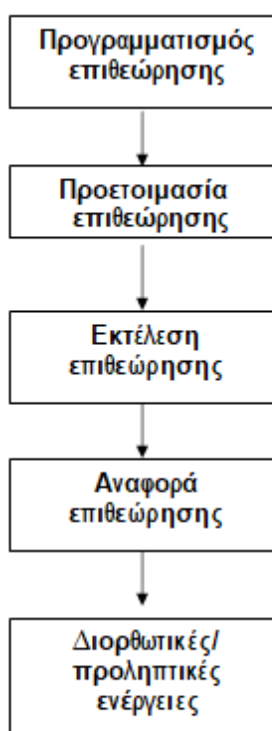 Προγραμματισμός
επιθεώρησης
Προετοιμασία
επιθεώρησης
Εκτέλεση
επιθεώρησης
Αναφορά
επιθεώρησης
Διορθωτικές/
προληπτικές
ενέργειες